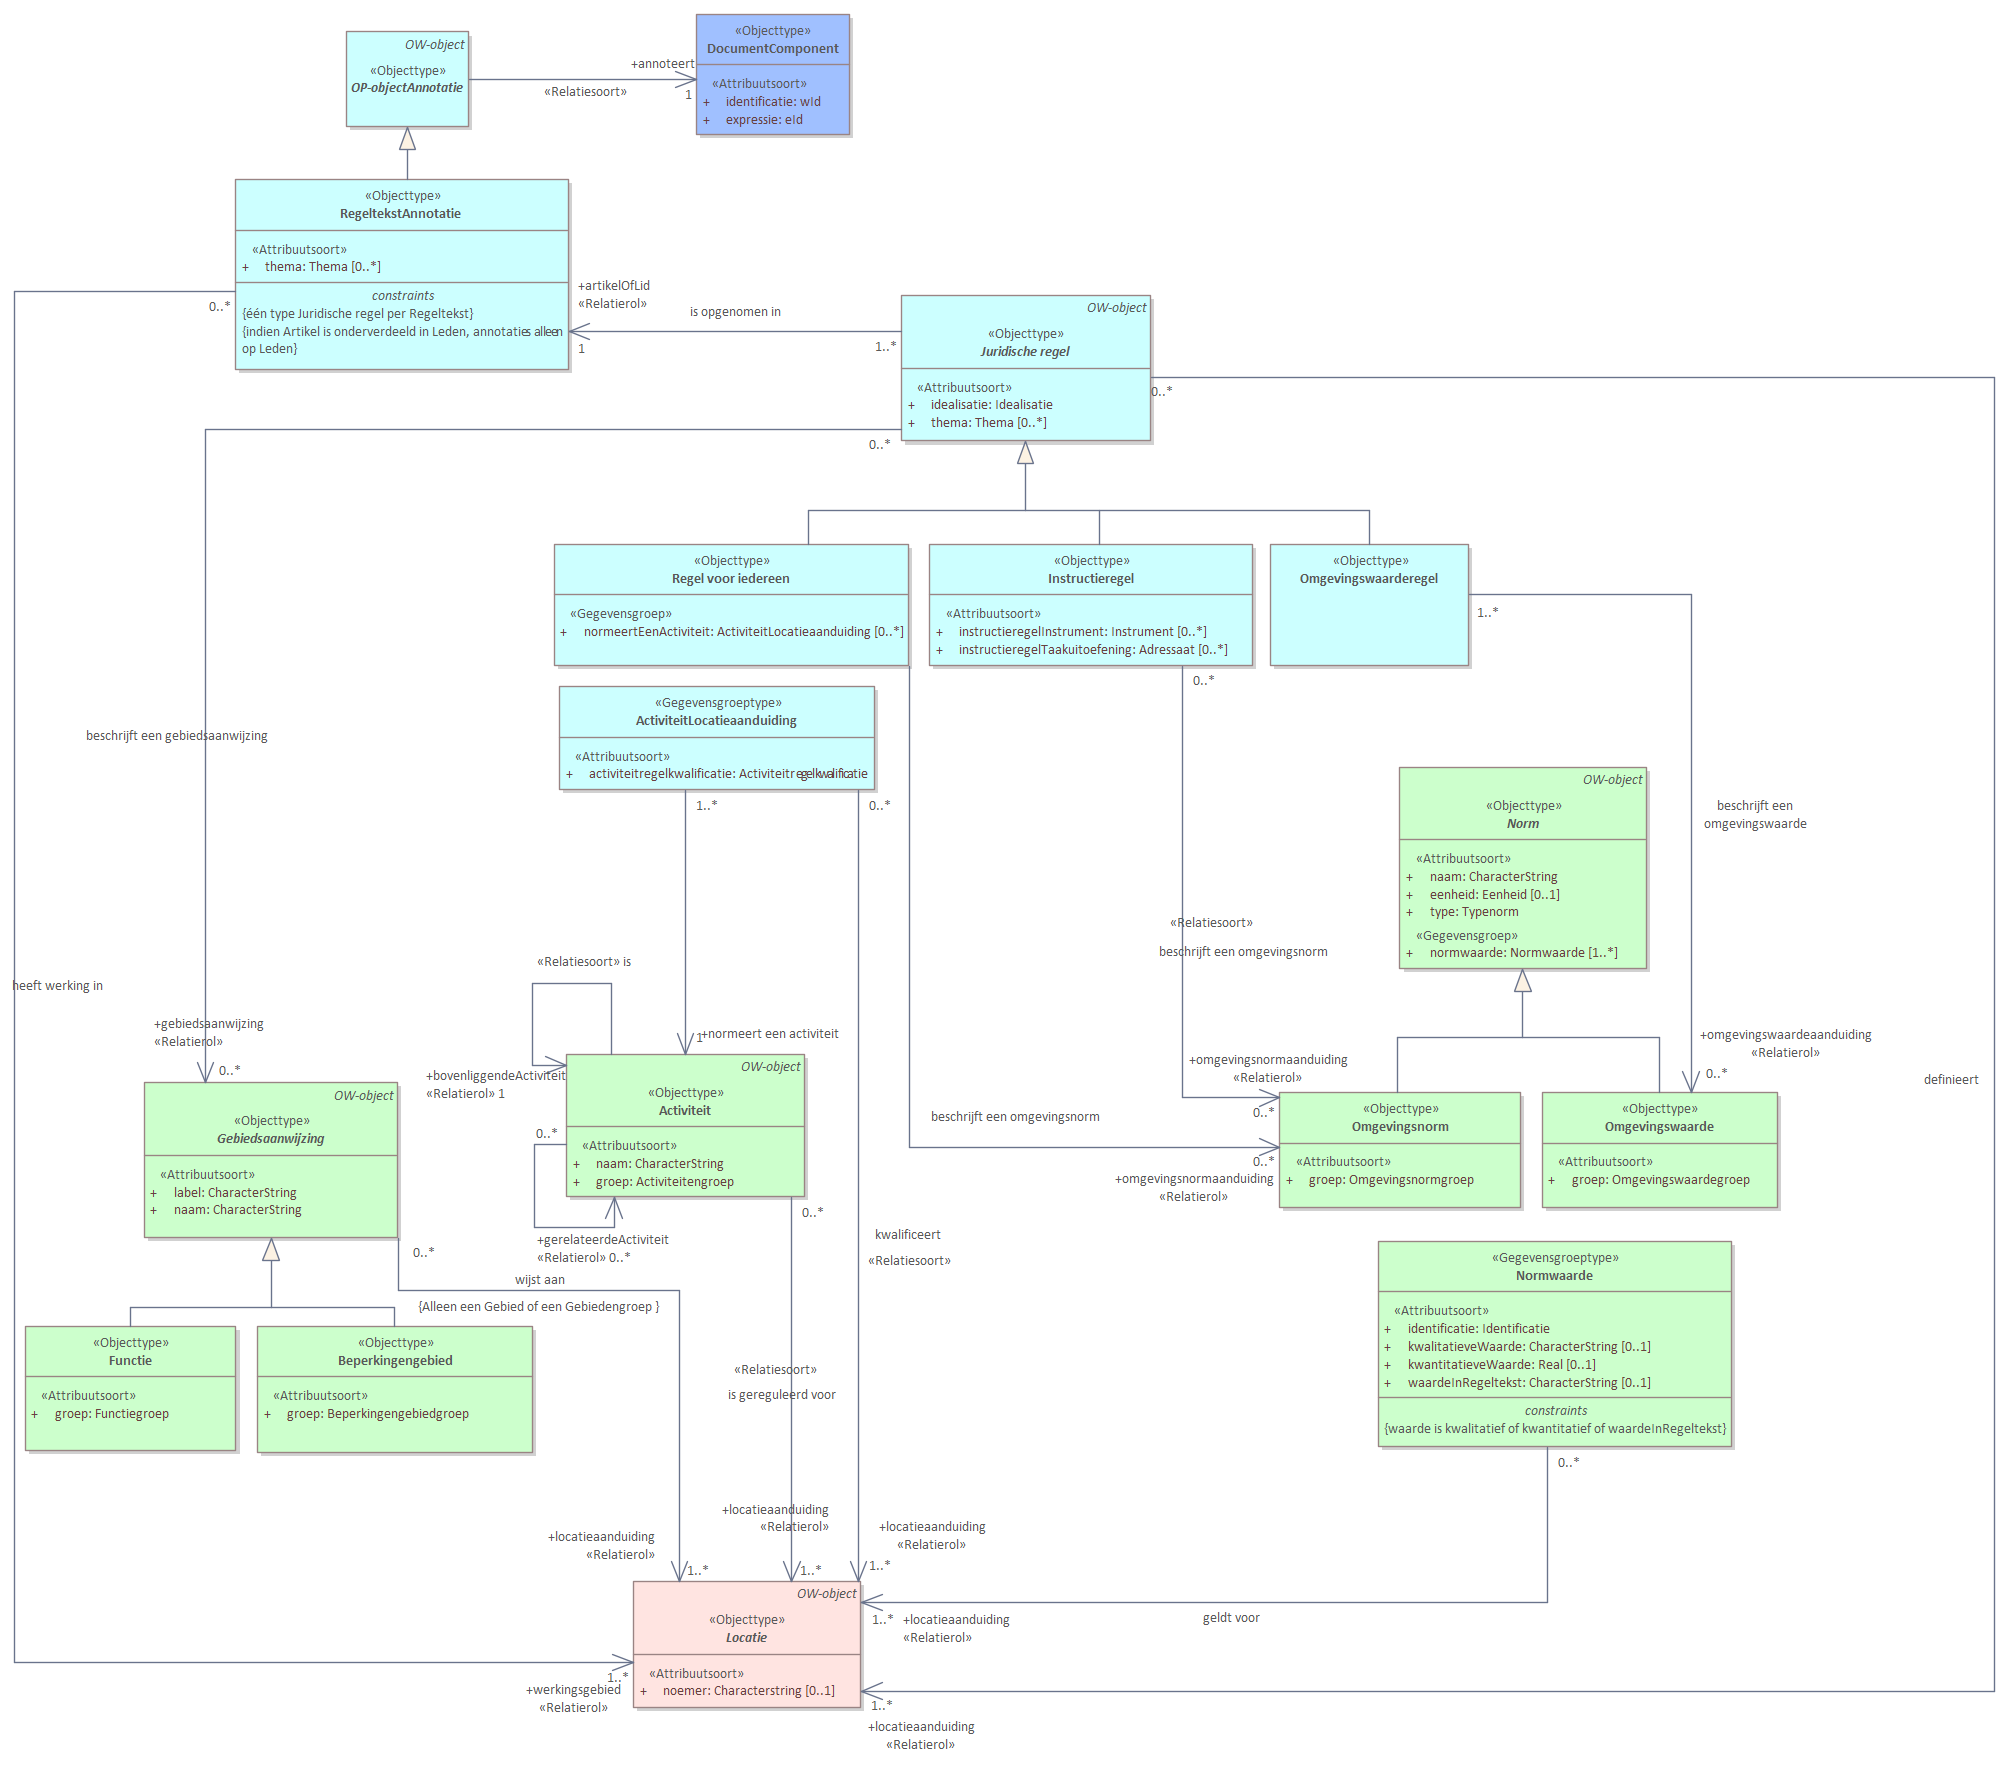 OW-object
«Objecttype»
OP-objectAnnotatie
+annoteert
«Relatiesoort»
1
«Objecttype»
DocumentComponent
«Attribuutsoort»
+ identificatie: wId
+ expressie: eId
«Objecttype»
RegeltekstAnnotatie
«Attribuutsoort»
+ thema: Thema [0..*]
constraints
{één type Juridische regel per Regeltekst}
{indien Artikel is onderverdeeld in Leden, annotaties alleen
op Leden}
0..*
+artikelOfLid
«Relatierol»
1
is opgenomen in
1..*
OW-object
«Objecttype»
Juridische regel
«Attribuutsoort»
+ idealisatie: Idealisatie
+ thema: Thema [0..*]
0..*
0..*
«Objecttype»
Regel voor iedereen
«Gegevensgroep»
+ normeertEenActiviteit: ActiviteitLocatieaanduiding [0..*]
«Objecttype»
Instructieregel
«Attribuutsoort»
+ instructieregelInstrument: Instrument [0..*]
+ instructieregelTaakuitoefening: Adressaat [0..*]
0..*
«Objecttype»
Omgevingswaarderegel
1..*
«Gegevensgroeptype»
ActiviteitLocatieaanduiding
«Attribuutsoort»
+ activiteitregelkwalificatie: Activiteitregelkwalificatie
1..*
0..*
beschrijft een gebiedsaanwijzing
beschrijft een
omgevingswaarde
OW-object
«Objecttype»
Norm
«Attribuutsoort»
+ naam: CharacterString
+ eenheid: Eenheid [0..1]
+ type: Typenorm
«Gegevensgroep»
+ normwaarde: Normwaarde [1..*]
«Relatiesoort»
beschrijft een omgevingsnorm
«Relatiesoort» is
heeft werking in
+gebiedsaanwijzing
«Relatierol»
0..*
1
+normeert een activiteit
+bovenliggendeActiviteit
«Relatierol» 1
+omgevingsnormaanduiding
«Relatierol»
0..*
+omgevingswaardeaanduiding
«Relatierol»
0..*
definieert
OW-object
«Objecttype»
Gebiedsaanwijzing
«Attribuutsoort»
+ label: CharacterString
+ naam: CharacterString
0..*
OW-object
«Objecttype»
Activiteit
«Attribuutsoort»
+ naam: CharacterString
+ groep: Activiteitengroep
0..*
0..*
+gerelateerdeActiviteit
«Relatierol» 0..*
beschrijft een omgevingsnorm
0..*
+omgevingsnormaanduiding
«Relatierol»
«Objecttype»
Omgevingsnorm
«Attribuutsoort»
+ groep: Omgevingsnormgroep
«Objecttype»
Omgevingswaarde
«Attribuutsoort»
+ groep: Omgevingswaardegroep
kwalificeert
«Relatiesoort»
wijst aan
{Alleen een Gebied of een Gebiedengroep }
«Objecttype»
Functie
«Attribuutsoort»
+ groep: Functiegroep
«Objecttype»
Beperkingengebied
«Attribuutsoort»
+ groep: Beperkingengebiedgroep
«Relatiesoort»
is gereguleerd voor
«Gegevensgroeptype»
Normwaarde
«Attribuutsoort»
+ identificatie: Identificatie
+ kwalitatieveWaarde: CharacterString [0..1]
+ kwantitatieveWaarde: Real [0..1]
+ waardeInRegeltekst: CharacterString [0..1]
constraints
{waarde is kwalitatief of kwantitatief of waardeInRegeltekst}
0..*
+locatieaanduiding
«Relatierol»
1..*
+locatieaanduiding
«Relatierol»
1..*
+locatieaanduiding
«Relatierol»
1..*
OW-object
«Objecttype»
Locatie
«Attribuutsoort»
+ noemer: Characterstring [0..1]
1..*
+locatieaanduiding
«Relatierol»
geldt voor
1..*
+werkingsgebied
«Relatierol»
1..*
+locatieaanduiding
«Relatierol»